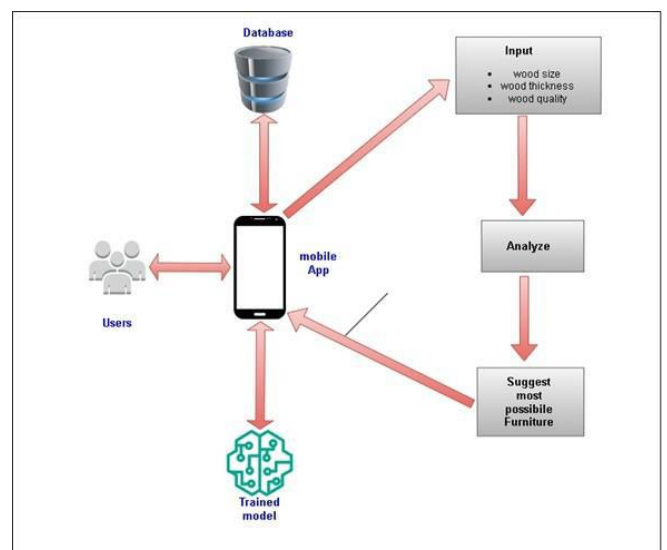 Database
Input
• wood size
• wood thickness
• wood quality
mobile
App
Analyze
Users
Suggest
most
possibile
Furniture
Trained
model